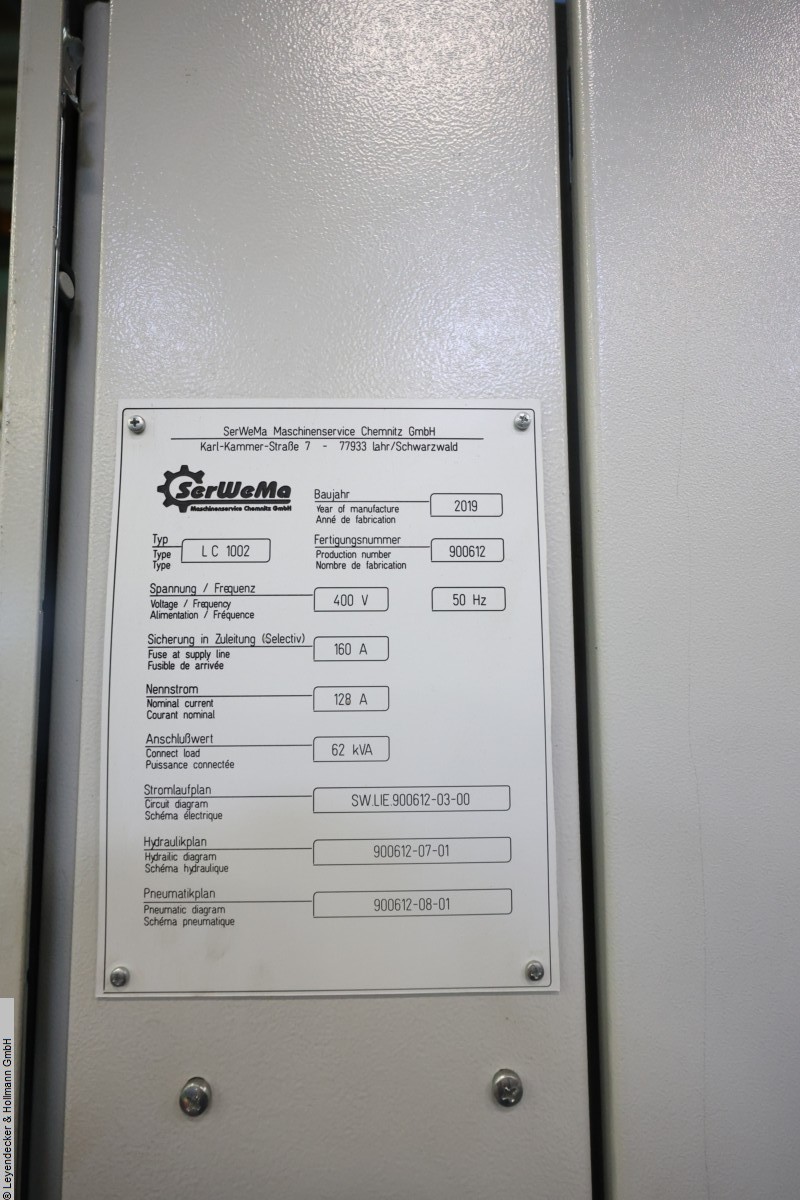 SerWeMa Maschinenservice Chemnitz GmbH
Karl-Kammer-Straße 7 - 77933 lahr/Schwarzwald
SerWeMa
Maschinenservice Chemnitz GmbH
Baujahr
Year of manufacture
Anné de fabrication
2019
Typ
Type
Type
L C 1002
Fertigungsnummer
Production number
Nombre de fabrication
900612
Spannung / Frequenz
Voltage / Frequency
Alimentation / Fréquence
400 V
50 Hz
Sicherung in Zuleitung (Selectiv)
Fuse at supply line
Fusible de arrivée
160 A
Nennstrom
Nominal current
Courant nominal
128 A
Anschlußwert
Connect load
Puissance connectée
62 kVA
Stromlaufplan
Circuit diagram
Schéma électrique
SW.LIE.900612-03-00
Hydraulikplan
Hydrailic diagram
Schéma hydraulique
900612-07-01
Pneumatikplan
Pneumatic diagram
Schéma pneumatique
900612-08-01
© Leyendecker & Hollmann GmbH